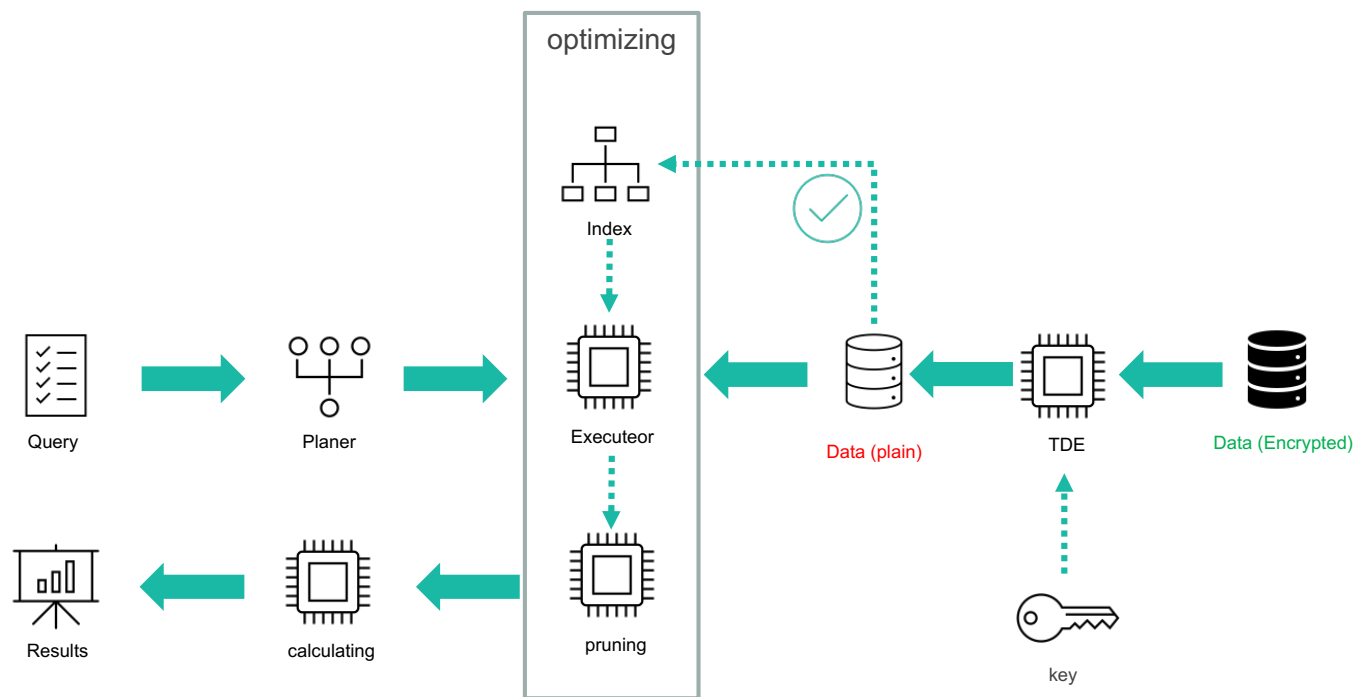 optimizing
Index
Query
Planer
Executeor
Data (plain)
TDE
Data (Encrypted)
Results
calculating
pruning
key